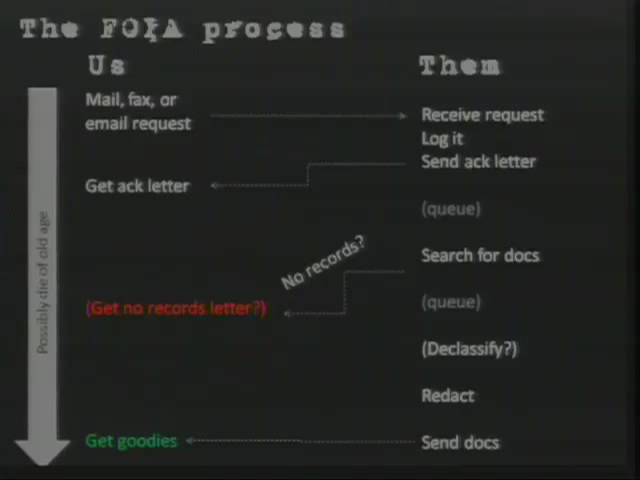 The FOIA process
Us
Them
Mail, fax, or
email request
Receive request
Log it
Send ack letter
Get ack letter
(queue)
No records?
Search for docs
(Get no records letter?)
(queue)
(Declassify?)
Redact
Get goodies
Send docs
Possibly die of old age